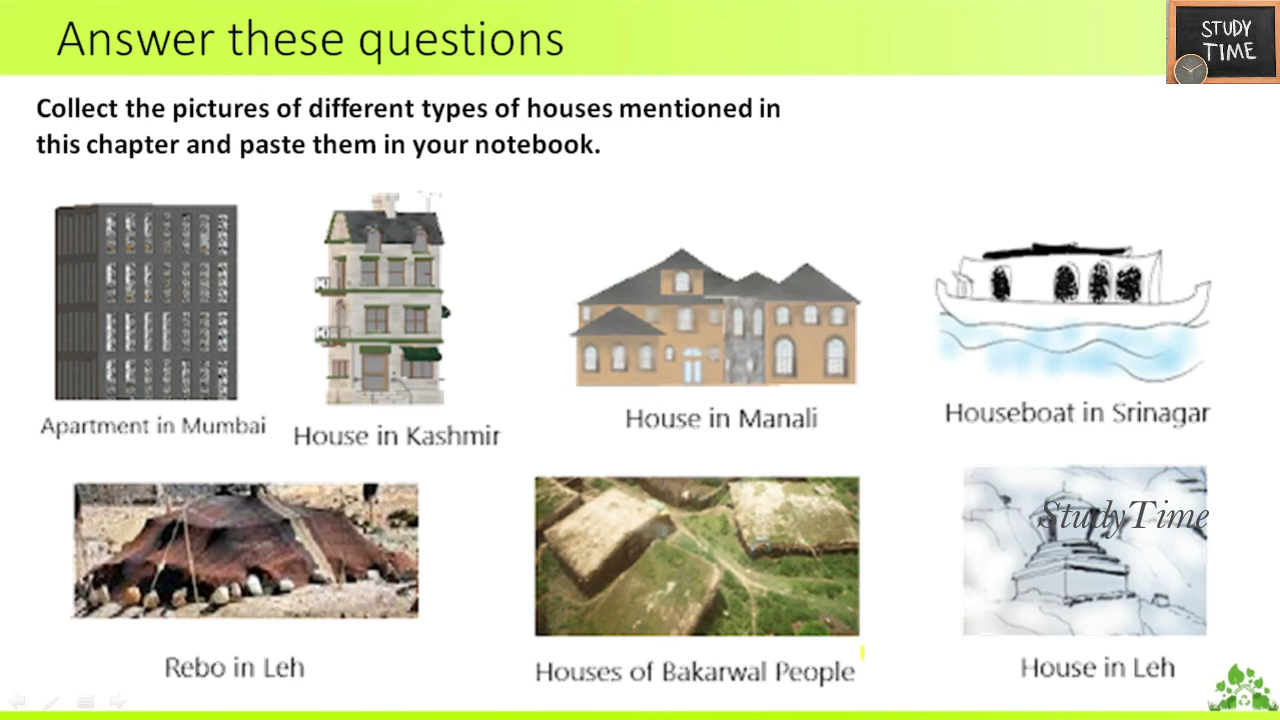 Answer these questions
STUDY
TIME
Collect the pictures of different types of houses mentioned in
this chapter and paste them in your notebook.
Apartment in Mumbai
House in Kashmir
House in Manali
Houseboat in Srinagar
StudyTime
Rebo in Leh
Houses of Bakarwal People
House in Leh